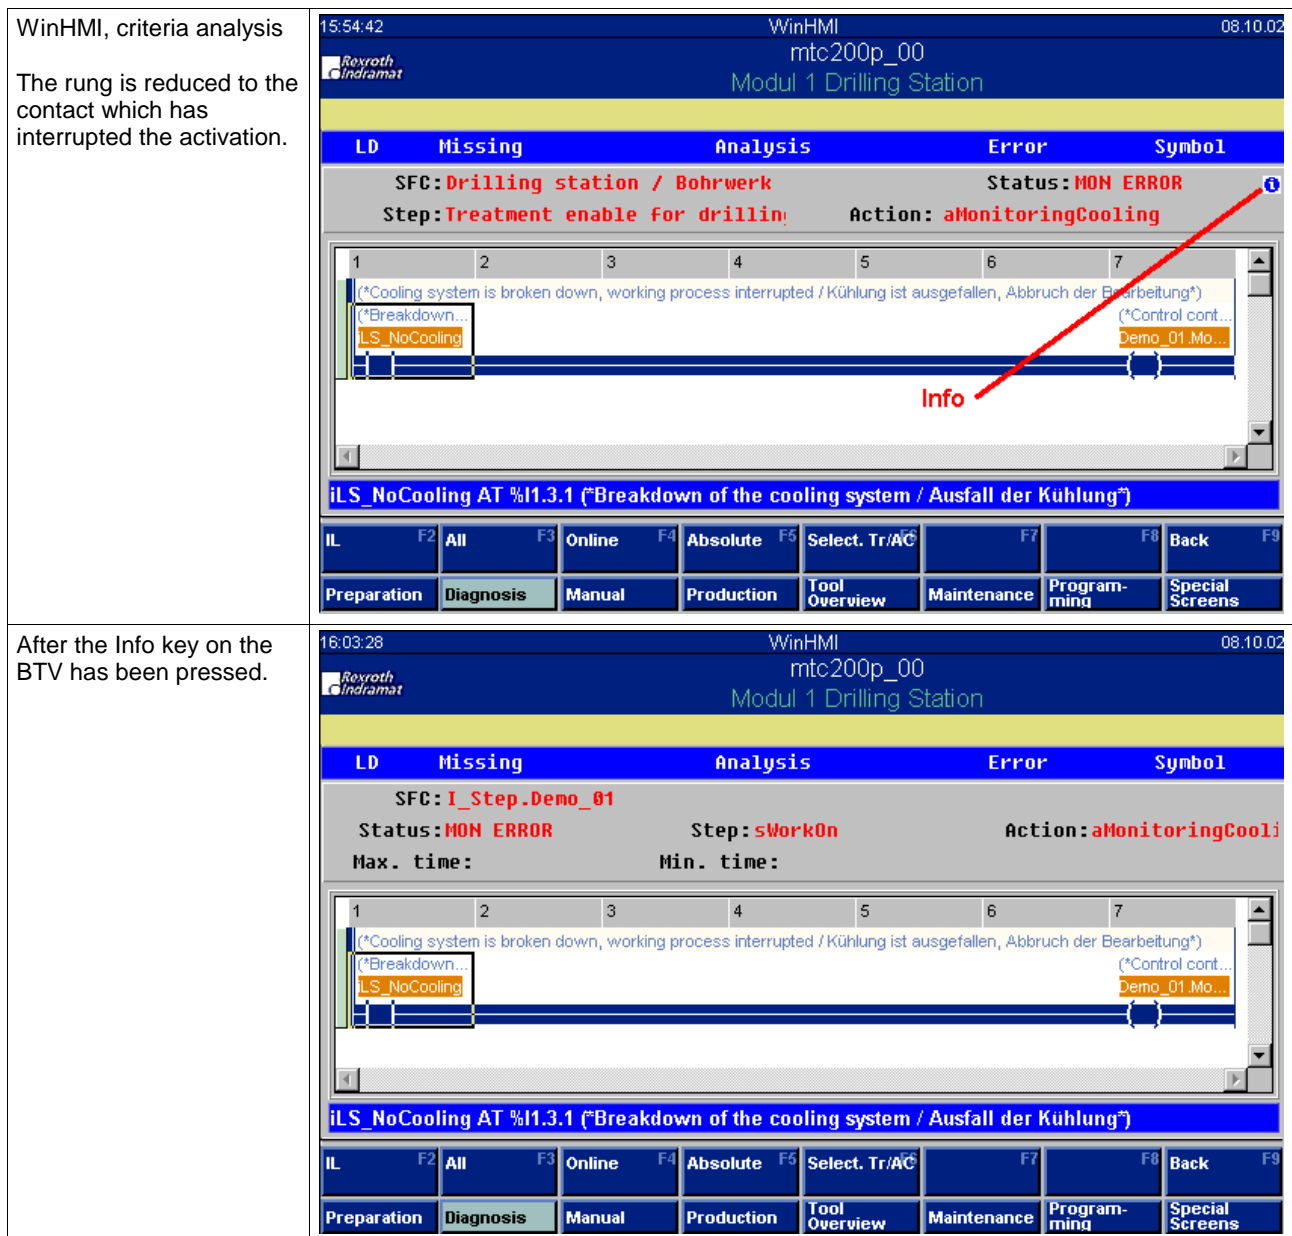 WinHMI, criteria analysis
The rung is reduced to the
contact which has
interrupted the activation.
15:54:42 WinHMI 08.10.02
Rexroth
Indramat
mtc200p_00
Modul 1 Drilling Station
LD Missing Analysis Error Symbol
SFC: Drilling station / Bohrwerk Status: MON ERROR
Step: Treatment enable for drilling Action: aMonitoringCooling
1 2 3 4 5 6 7
(*Cooling system is broken down, working process interrupted / Kühlung ist ausgefallen, Abbruch der Bearbeitung*)
(*Breakdown... (*Control cont...
iLS_NoCooling Demo_01.Mo...
Info
iLS_NoCooling AT %I1.3.1 (*Breakdown of the cooling system / Ausfall der Kühlung*)
IL F2 All F3 Online F4 Absolute F5 Select. Tr/AC F6 F7 F8 Back F9
Preparation Diagnosis Manual Production Tool Overview Maintenance Program-ming Special Screens
After the Info key on the
BTV has been pressed.
16:03:28 WinHMI 08.10.02
Rexroth
Indramat
mtc200p_00
Modul 1 Drilling Station
LD Missing Analysis Error Symbol
SFC: I_Step.Demo_01
Status: MON ERROR Step: sWorkOn Action: aMonitoringCooli
Max. time: Min. time:
1 2 3 4 5 6 7
(*Cooling system is broken down, working process interrupted / Kühlung ist ausgefallen, Abbruch der Bearbeitung*)
(*Breakdown... (*Control cont...
iLS_NoCooling Demo_01.Mo...
iLS_NoCooling AT %I1.3.1 (*Breakdown of the cooling system / Ausfall der Kühlung*)
IL F2 All F3 Online F4 Absolute F5 Select. Tr/AC F6 F7 F8 Back F9
Preparation Diagnosis Manual Production Tool Overview Maintenance Program-ming Special Screens